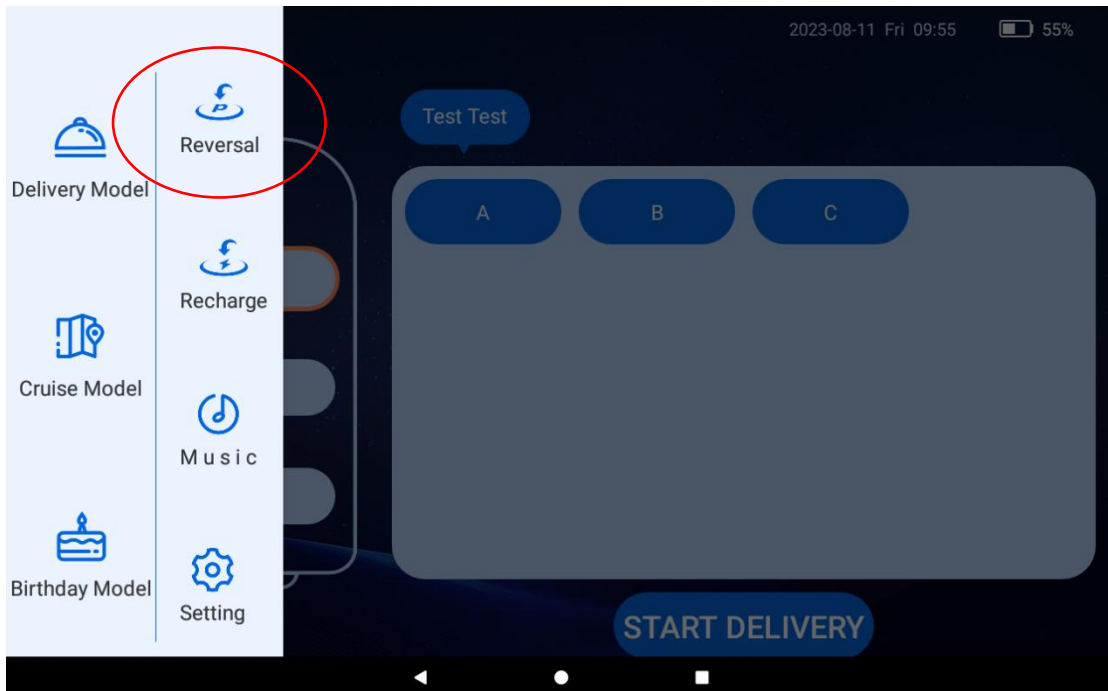 2023-08-11 Fri 09:55 55%
Reversal
Delivery Model
Recharge
Cruise Model
Music
Birthday Model
Setting
Test Test
A B C
START DELIVERY